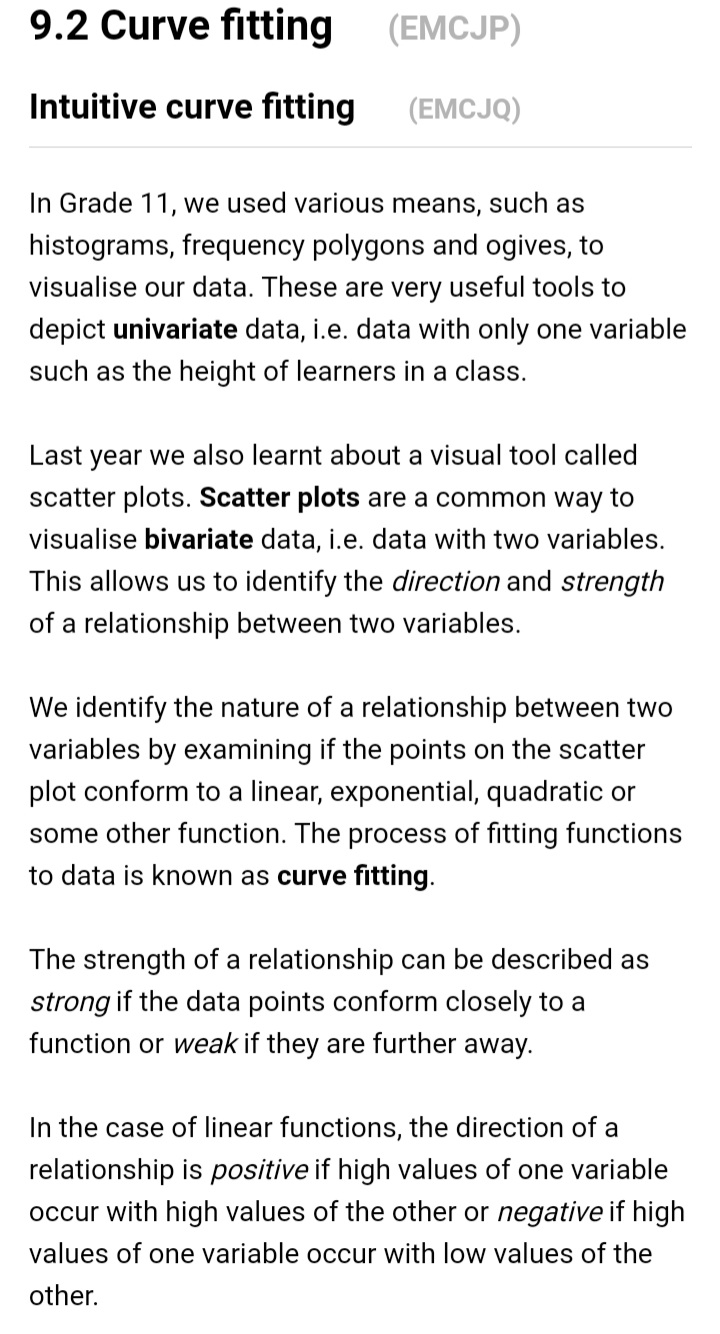 9.2 Curve fitting (EMCJP)
Intuitive curve fitting (EMCJQ)
In Grade 11, we used various means, such as
histograms, frequency polygons and ogives, to
visualise our data. These are very useful tools to
depict univariate data, i.e. data with only one variable
such as the height of learners in a class.
Last year we also learnt about a visual tool called
scatter plots. Scatter plots are a common way to
visualise bivariate data, i.e. data with two variables.
This allows us to identify the direction and strength
of a relationship between two variables.
We identify the nature of a relationship between two
variables by examining if the points on the scatter
plot conform to a linear, exponential, quadratic or
some other function. The process of fitting functions
to data is known as curve fitting.
The strength of a relationship can be described as
strong if the data points conform closely to a
function or weak if they are further away.
In the case of linear functions, the direction of a
relationship is positive if high values of one variable
occur with high values of the other or negative if high
values of one variable occur with low values of the
other.